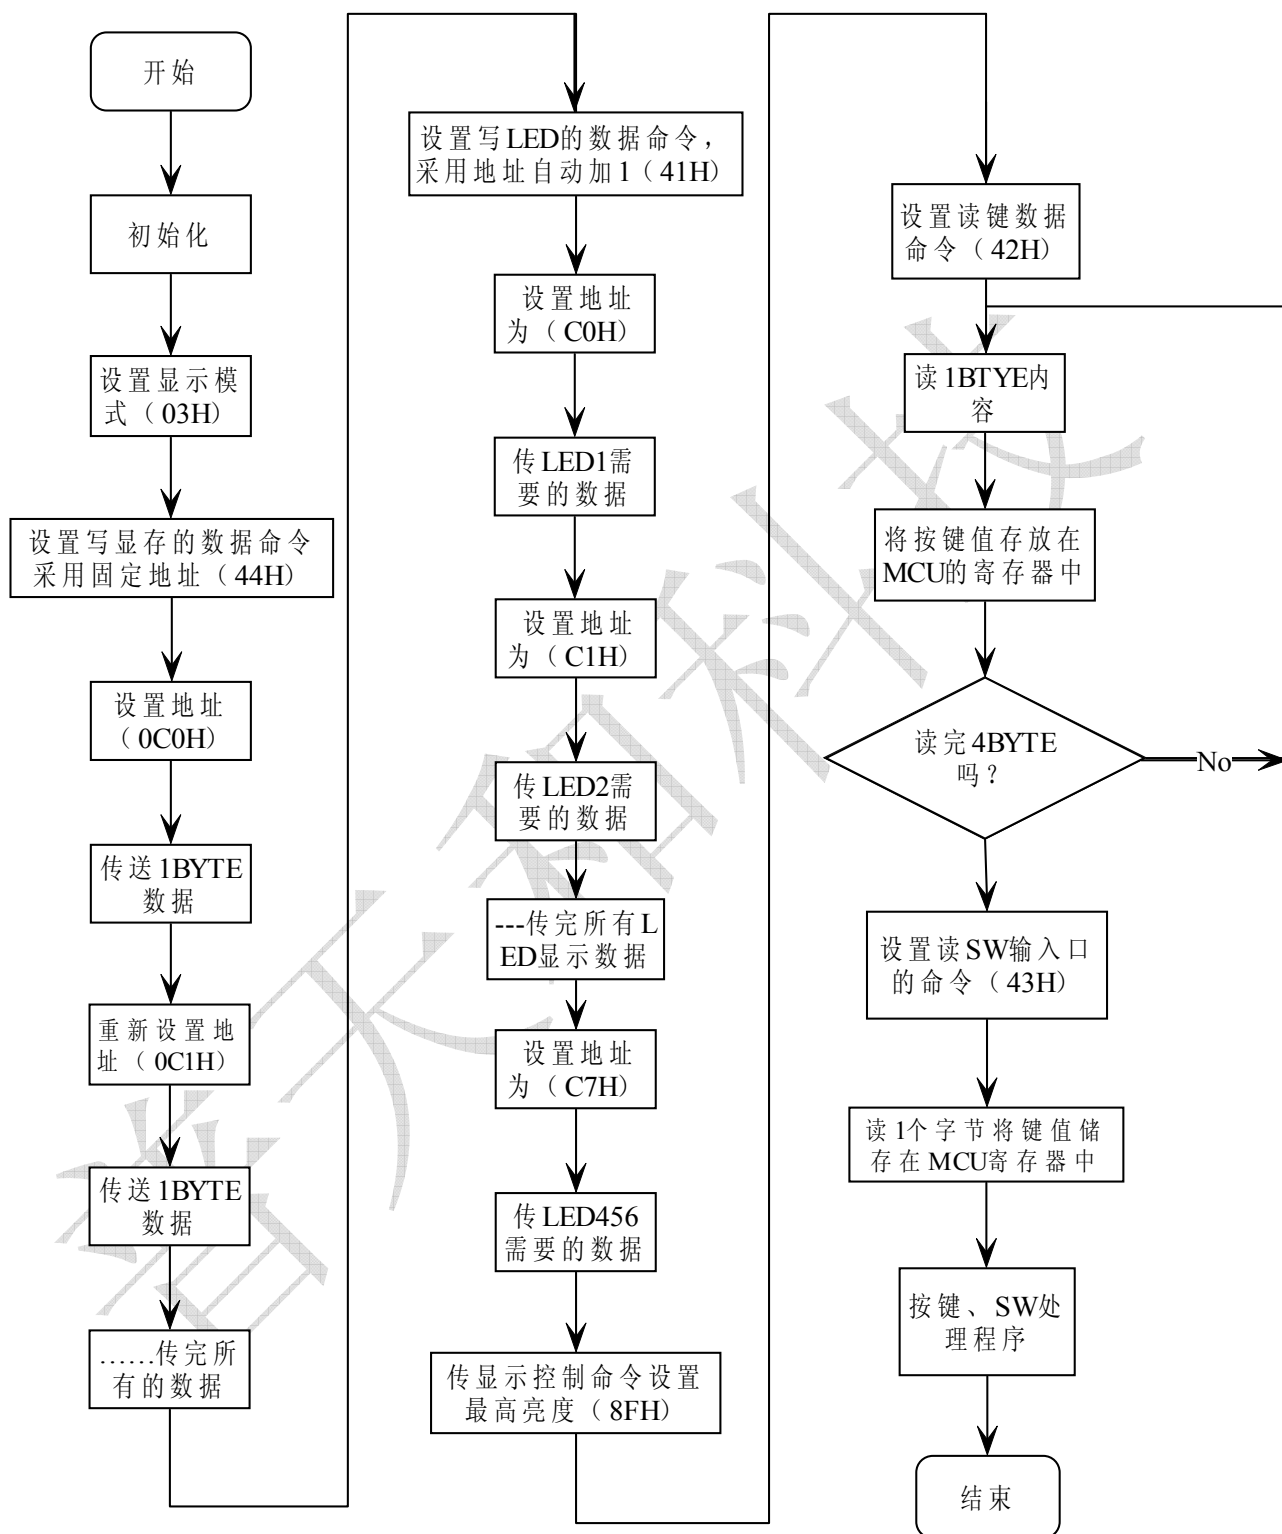 开始
初始化
设置显示模
式（03H）
设置写显存的数据命令
采用固定地址（44H）
设置地址
（0C0H）
传送1BYTE
数据
重新设置地
址（0C1H）
传送1BYTE
数据
……传完所
有的数据
设置写LED的数据命令，
采用地址自动加1（41H）
设置地址
为（C0H）
传LED1需
要的数据
设置地址
为（C1H）
传LED2需
要的数据
---传完所有L
ED显示数据
设置地址
为（C7H）
传LED456
需要的数据
传显示控制命令设置
最高亮度（8FH）
设置读键数据
命令（42H）
读1BTYE内
容
将按键值存放在
MCU的寄存器中
读完4BYTE
吗？
No
设置读SW输入口
的命令（43H）
读1个字节将键值储
存在MCU寄存器中
按键、SW处
理程序
结束
普天和科技